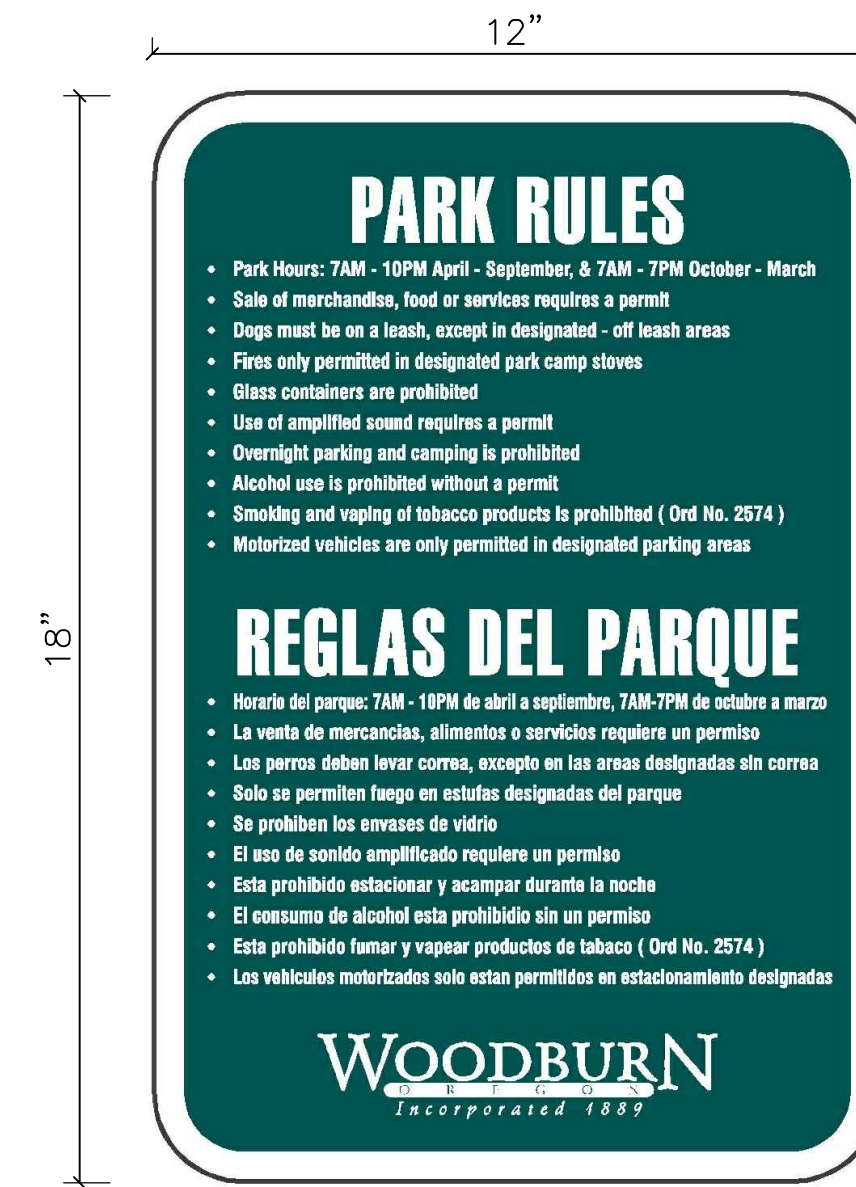 12”
18”
PARK RULES
• Park Hours: 7AM - 10PM April - September, & 7AM - 7PM October - March
• Sale of merchandise, food or services requires a permit
• Dogs must be on a leash, except in designated - off leash areas
• Fires only permitted in designated park camp stoves
• Glass containers are prohibited
• Use of amplified sound requires a permit
• Overnight parking and camping is prohibited
• Alcohol use is prohibited without a permit
• Smoking and vaping of tobacco products is prohibited ( Ord No. 2574 )
• Motorized vehicles are only permitted in designated parking areas
REGLAS DEL PARQUE
• Horario del parque: 7AM - 10PM de abril a septiembre, 7AM-7PM de octubre a marzo
• La venta de mercancias, alimentos o servicios requiere un permiso
• Los perros deben levar correa, excepto en las areas designadas sin correa
• Solo se permiten fuego en estufas designadas del parque
• Se prohiben los envases de vidrio
• El uso de sonido amplificado requiere un permiso
• Esta prohibido estacionar y acampar durante la noche
• El consumo de alcohol esta prohibidio sin un permiso
• Esta prohibido fumar y vapear productos de tabaco ( Ord No. 2574 )
• Los vehiculos motorizados solo estan permitidos en estacionamiento designadas
WOODBURN
OREGON
Incorporated 1889